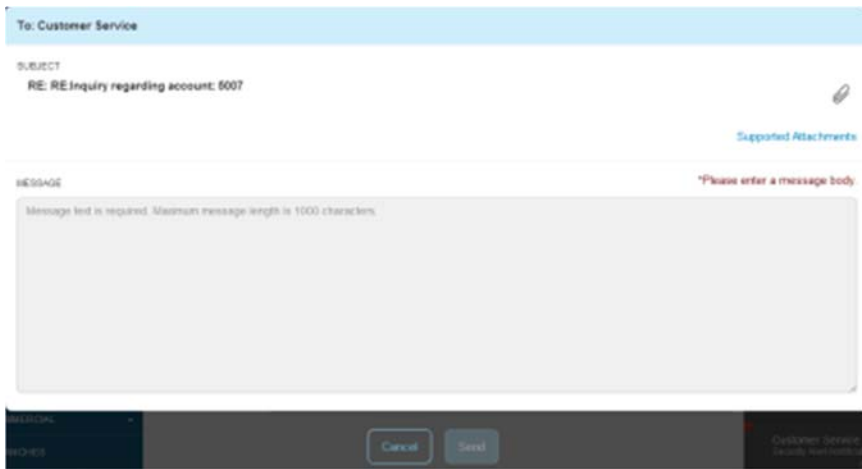 To: Customer Service
SUBJECT
RE: RE:Inquiry regarding account: 5007
Supported Attachments
MESSAGE
*Please enter a message body.
Message text is required. Maximum message length is 1000 characters.
Cancel
Send
Customer Service